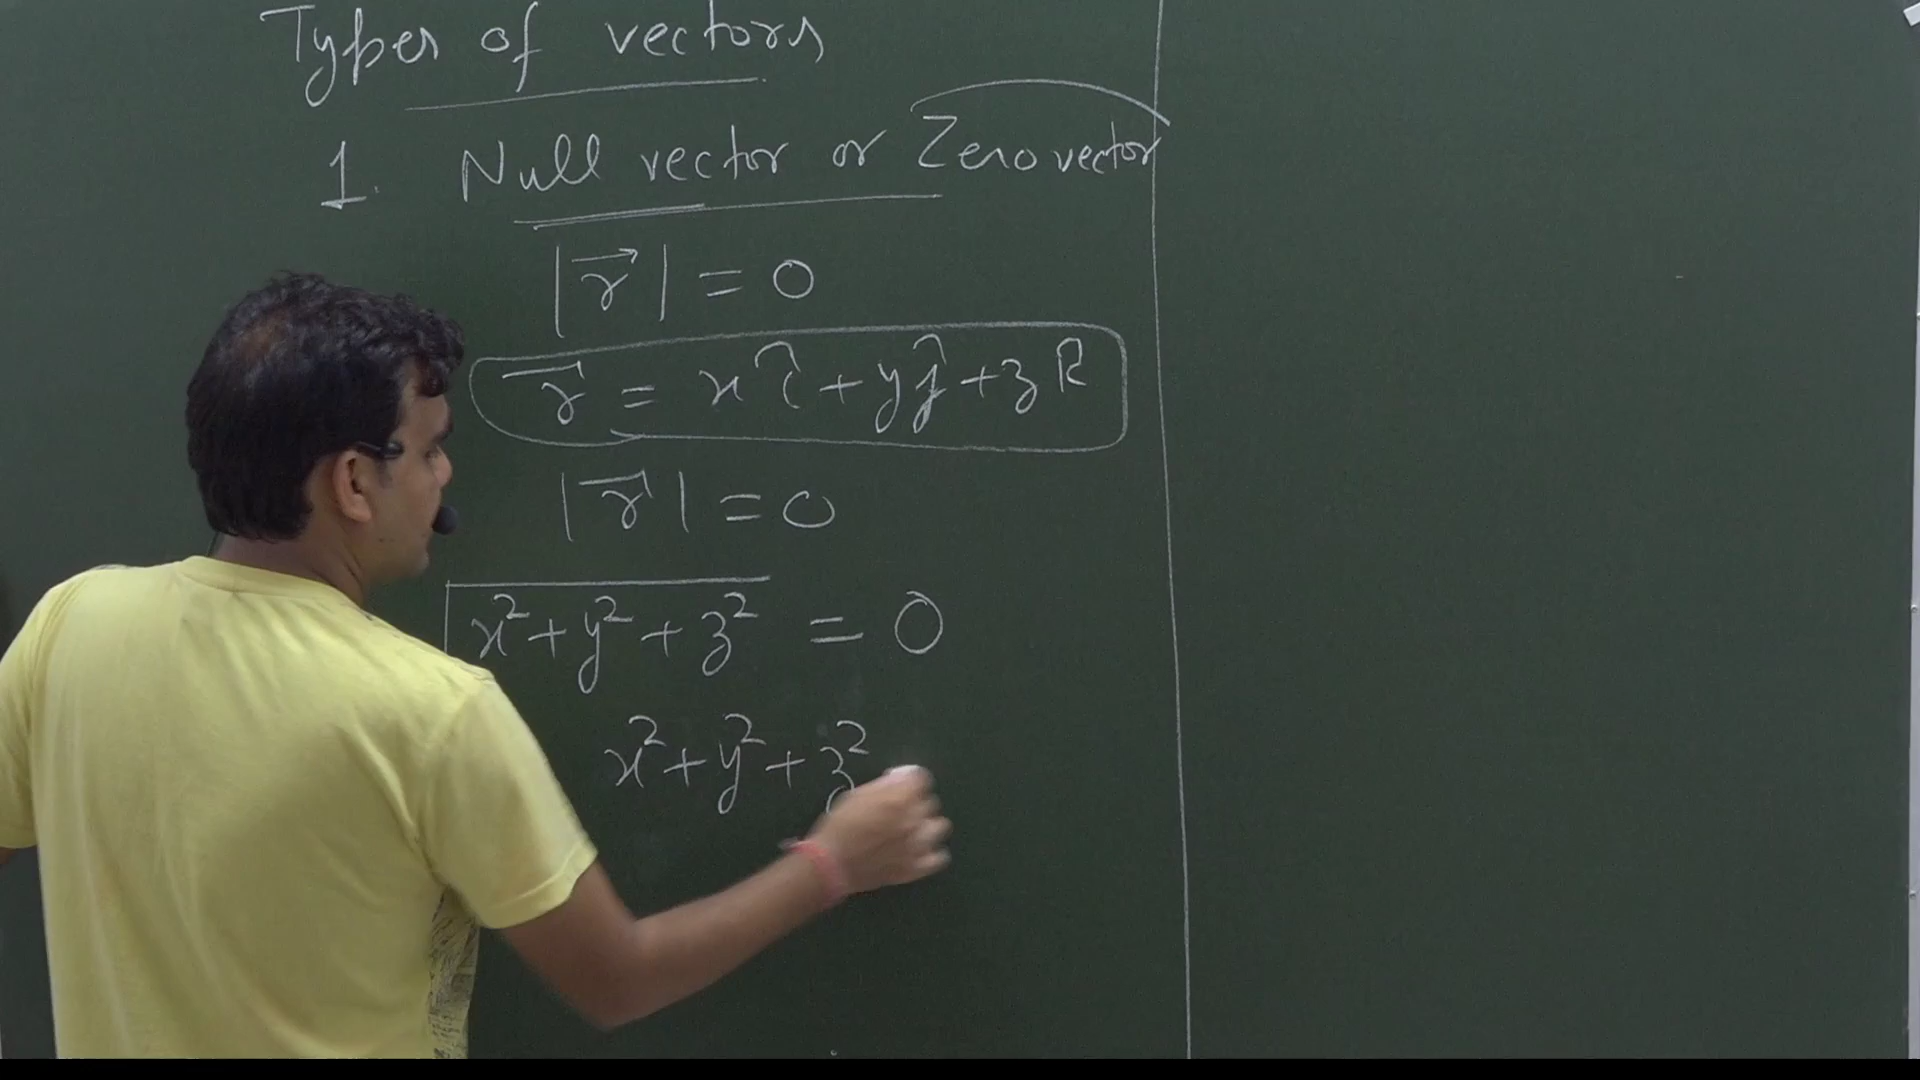 Types of vectors
1. Null vector or Zero vector
|r⃗| = 0
r⃗ = xî + yĵ + zk̂
|r⃗| = 0
√(x² + y² + z²) = 0
x² + y² + z²